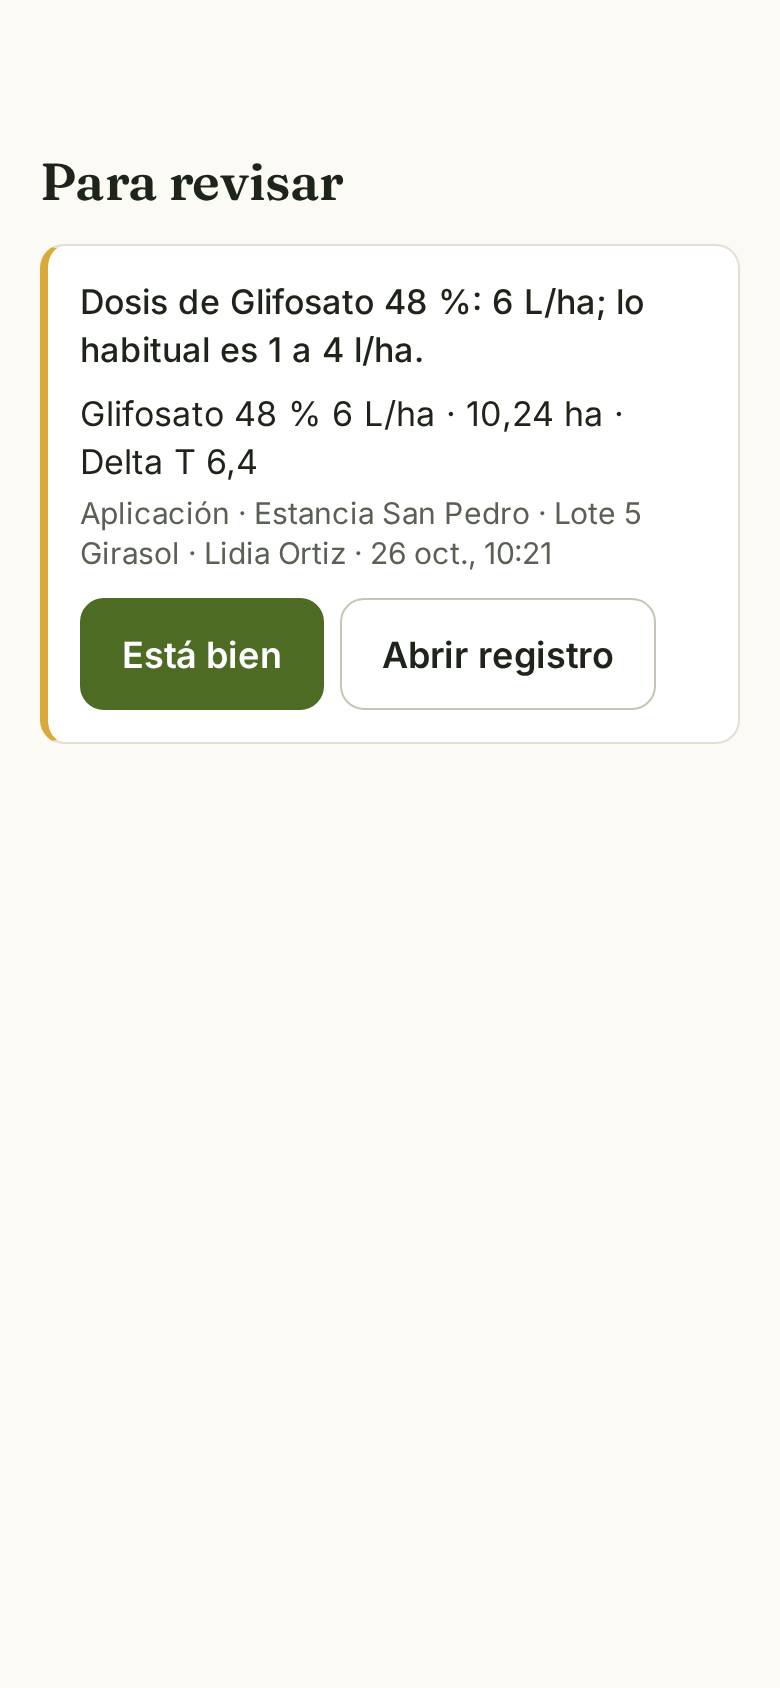 Para revisar
Dosis de Glifosato 48 %: 6 L/ha; lo
habitual es 1 a 4 l/ha.
Glifosato 48 % 6 L/ha · 10,24 ha ·
Delta T 6,4
Aplicación · Estancia San Pedro · Lote 5
Girasol · Lidia Ortiz · 26 oct., 10:21
Está bien
Abrir registro